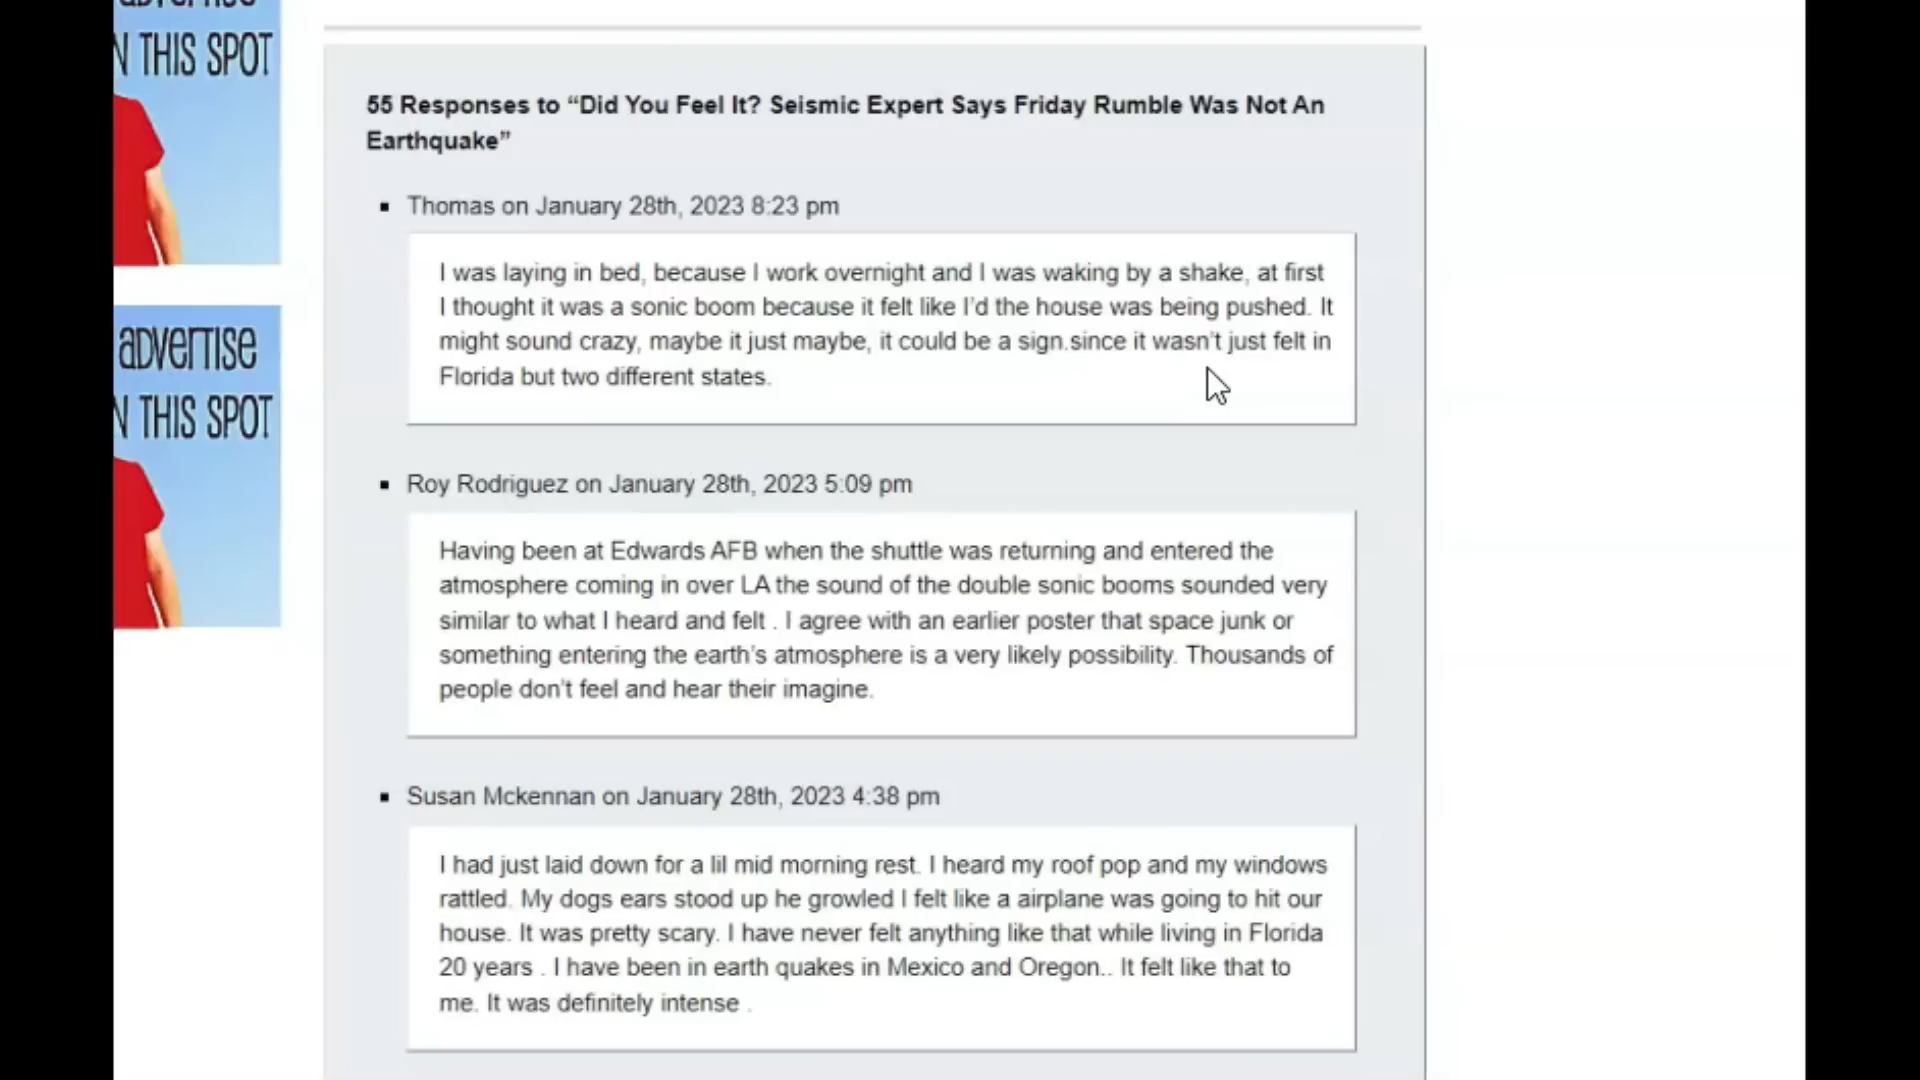 advertise
N THIS SPOT
advertise
N THIS SPOT
55 Responses to “Did You Feel It? Seismic Expert Says Friday Rumble Was Not An
Earthquake”
Thomas on January 28th, 2023 8:23 pm
I was laying in bed, because I work overnight and I was waking by a shake, at first
I thought it was a sonic boom because it felt like I’d the house was being pushed. It
might sound crazy, maybe it just maybe, it could be a sign.since it wasn’t just felt in
Florida but two different states.
Roy Rodriguez on January 28th, 2023 5:09 pm
Having been at Edwards AFB when the shuttle was returning and entered the
atmosphere coming in over LA the sound of the double sonic booms sounded very
similar to what I heard and felt . I agree with an earlier poster that space junk or
something entering the earth’s atmosphere is a very likely possibility. Thousands of
people don’t feel and hear their imagine.
Susan Mckennan on January 28th, 2023 4:38 pm
I had just laid down for a lil mid morning rest. I heard my roof pop and my windows
rattled. My dogs ears stood up he growled I felt like a airplane was going to hit our
house. It was pretty scary. I have never felt anything like that while living in Florida
20 years . I have been in earth quakes in Mexico and Oregon.. It felt like that to
me. It was definitely intense .